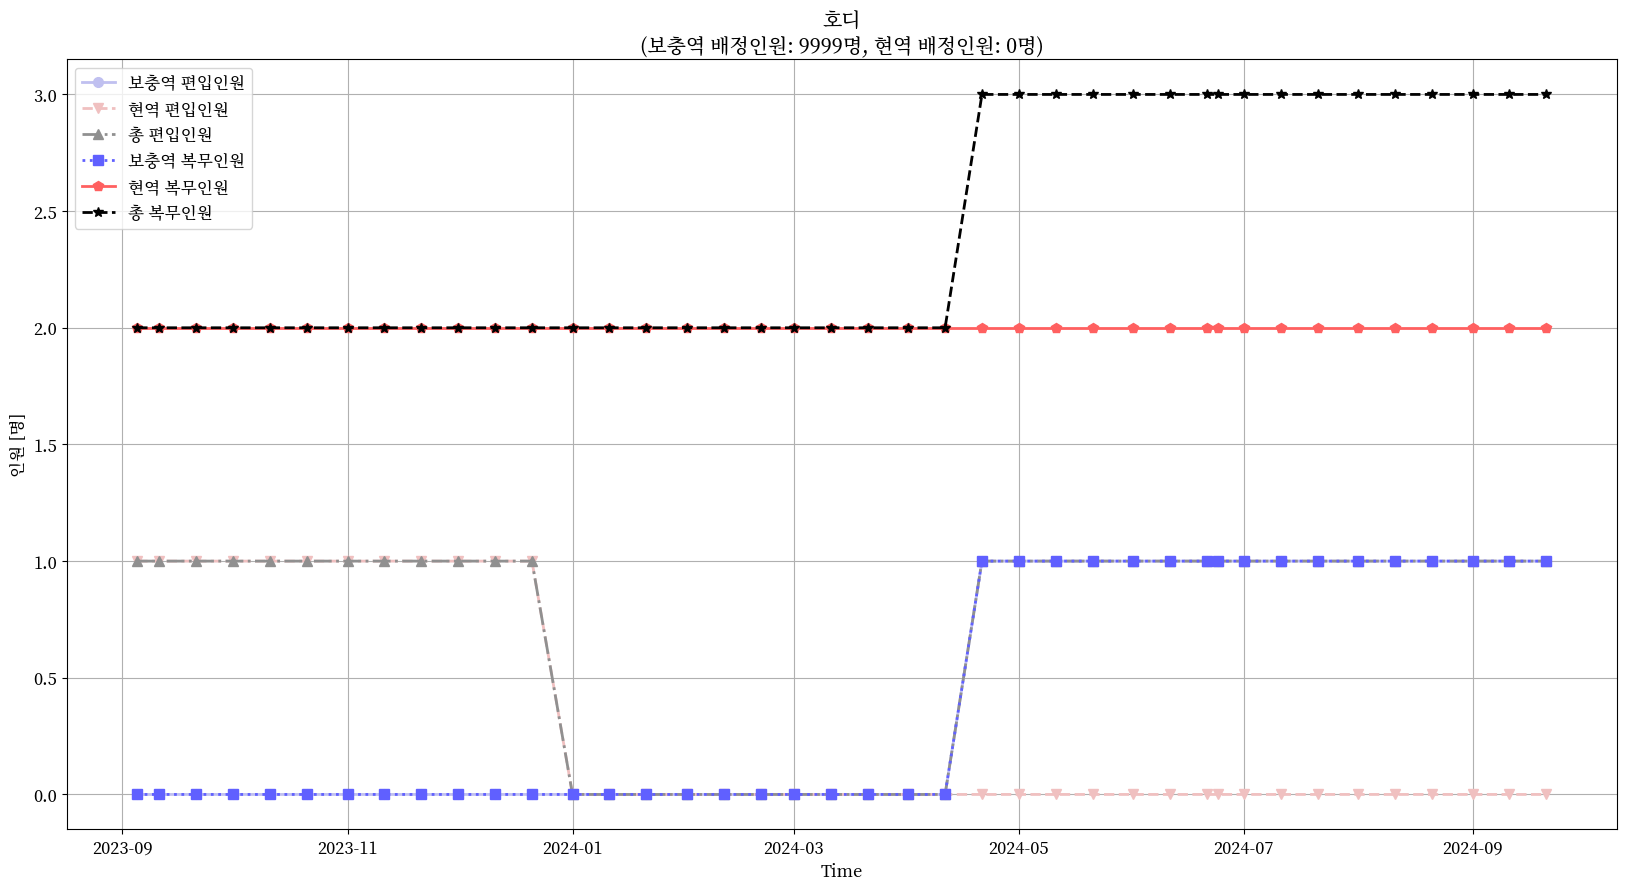 호디
(보충역 배정인원: 9999명, 현역 배정인원: 0명)
보충역 편입인원
현역 편입인원
총 편입인원
보충역 복무인원
현역 복무인원
총 복무인원
3.0
2.5
2.0
1.5
1.0
0.5
0.0
인원 [명]
2023-09
2023-11
2024-01
2024-03
2024-05
2024-07
2024-09
Time